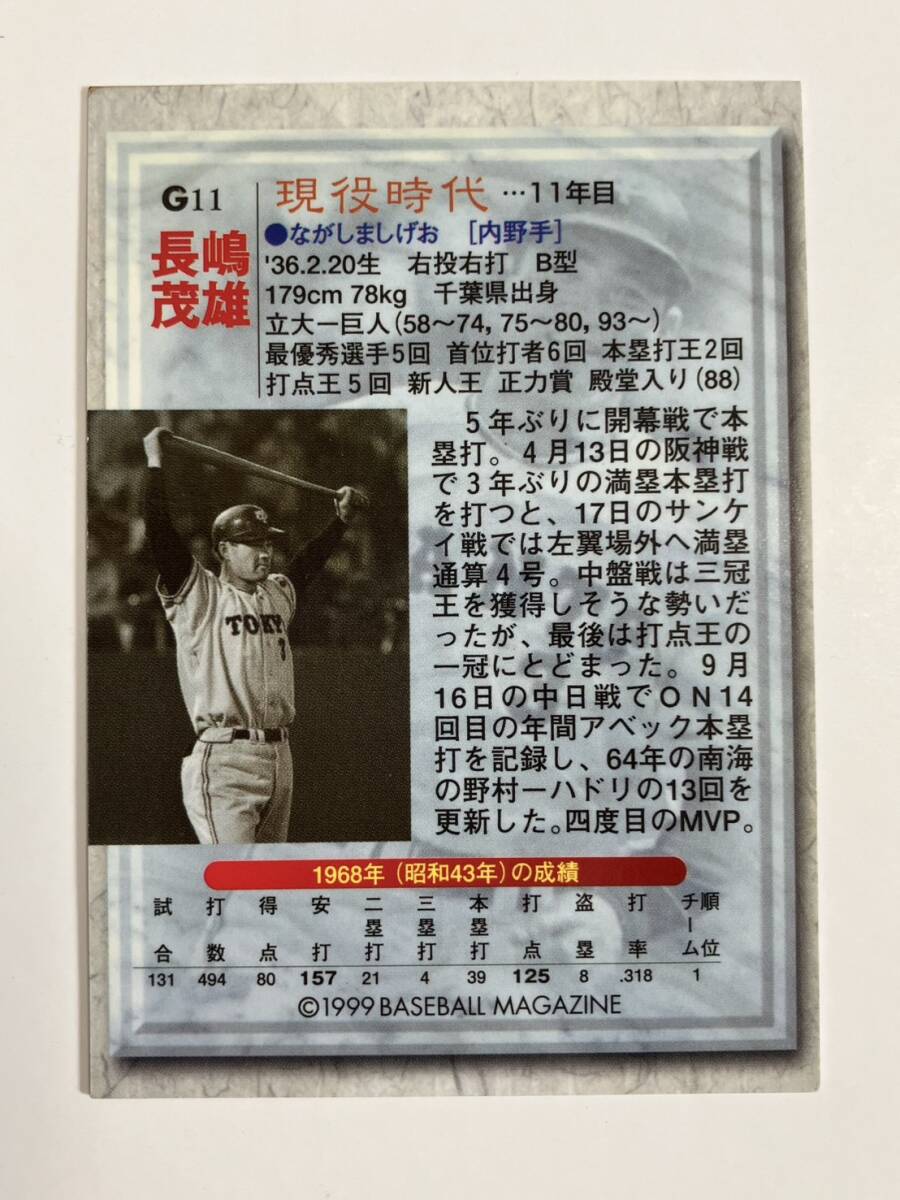 G11
長嶋
茂雄
現役時代…11年目
●ながしましげお [内野手]
'36.2.20生 右投右打 B型
179cm 78kg 千葉県出身
立大ー巨人(58〜74, 75〜80, 93〜)
最優秀選手5回 首位打者6回 本塁打王2回
打点王5回 新人王 正力賞 殿堂入り(88)
5年ぶりに開幕戦で本
塁打。4月13日の阪神戦
で3年ぶりの満塁本塁打
を打つと、17日のサンケ
イ戦では左翼場外へ満塁
通算4号。中盤戦は三冠
王を獲得しそうな勢いだ
ったが、最後は打点王の
一冠にとどまった。9月
16日の中日戦でON14
回目の年間アベック本塁
打を記録し、64年の南海
の野村ーハドリの13回を
更新した。四度目のMVP。
TOKY
3
1968年(昭和43年)の成績
試合 打数 得点 安打 二塁打 三塁打 本塁打 打点 盗塁 打率 チーム順位
131 494 80 157 21 4 39 125 8 .318 1
©1999 BASEBALL MAGAZINE